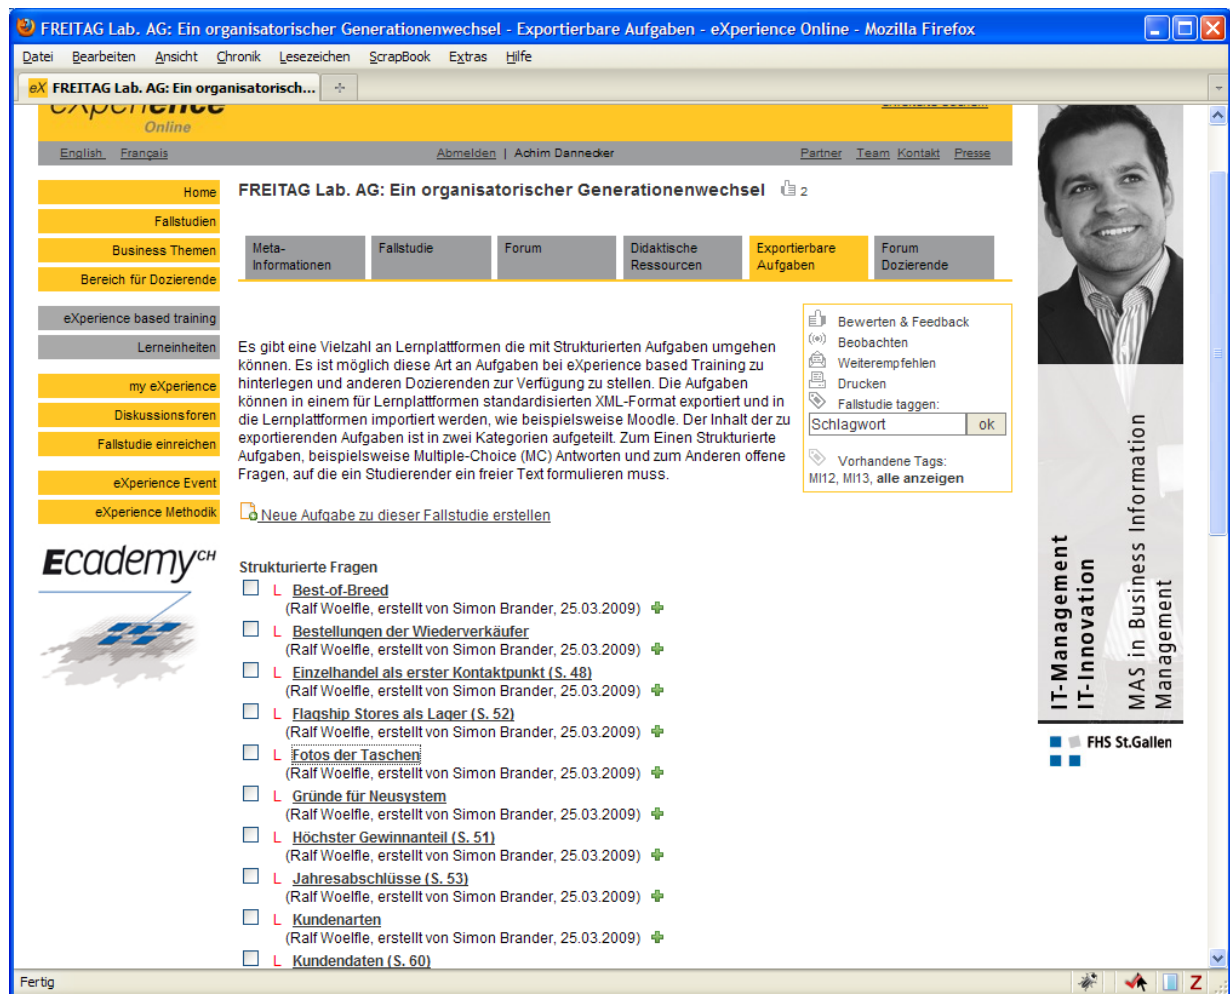 FREITAG Lab. AG: Ein organisatorischer Generationenwechsel - Exportierbare Aufgaben - eXperience Online - Mozilla Firefox
Datei Bearbeiten Ansicht Chronik Lesezeichen ScrapBook Extras Hilfe
eX FREITAG Lab. AG: Ein organisatorisch...
eXperience
Online
English Français Abmelden | Achim Dannecker Partner Team Kontakt Presse
Home
Fallstudien
Business Themen
Bereich für Dozierende
eXperience based training
Lerneinheiten
my eXperience
Diskussionsforen
Fallstudie einreichen
eXperience Event
eXperience Methodik
Ecademy CH
FREITAG Lab. AG: Ein organisatorischer Generationenwechsel 2
Meta-
Informationen
Fallstudie
Forum
Didaktische
Ressourcen
Exportierbare
Aufgaben
Forum
Dozierende
Es gibt eine Vielzahl an Lernplattformen die mit Strukturierten Aufgaben umgehen
können. Es ist möglich diese Art an Aufgaben bei eXperience based Training zu
hinterlegen und anderen Dozierenden zur Verfügung zu stellen. Die Aufgaben
können in einem für Lernplattformen standardisierten XML-Format exportiert und in
die Lernplattformen importiert werden, wie beispielsweise Moodle. Der Inhalt der zu
exportierenden Aufgaben ist in zwei Kategorien aufgeteilt. Zum Einen Strukturierte
Aufgaben, beispielsweise Multiple-Choice (MC) Antworten und zum Anderen offene
Fragen, auf die ein Studierender ein freier Text formulieren muss.
Bewerten & Feedback
Beobachten
Weiterempfehlen
Drucken
Fallstudie taggen:
Schlagwort ok
Vorhandene Tags:
MI12, MI13, alle anzeigen
Neue Aufgabe zu dieser Fallstudie erstellen
Strukturierte Fragen
L Best-of-Breed
(Ralf Woelfle, erstellt von Simon Brander, 25.03.2009)
L Bestellungen der Wiederverkäufer
(Ralf Woelfle, erstellt von Simon Brander, 25.03.2009)
L Einzelhandel als erster Kontaktpunkt (S. 48)
(Ralf Woelfle, erstellt von Simon Brander, 25.03.2009)
L Flagship Stores als Lager (S. 52)
(Ralf Woelfle, erstellt von Simon Brander, 25.03.2009)
L Fotos der Taschen
(Ralf Woelfle, erstellt von Simon Brander, 25.03.2009)
L Gründe für Neusystem
(Ralf Woelfle, erstellt von Simon Brander, 25.03.2009)
L Höchster Gewinnanteil (S. 51)
(Ralf Woelfle, erstellt von Simon Brander, 25.03.2009)
L Jahresabschlüsse (S. 53)
(Ralf Woelfle, erstellt von Simon Brander, 25.03.2009)
L Kundenarten
(Ralf Woelfle, erstellt von Simon Brander, 25.03.2009)
L Kundendaten (S. 60)
IT-Management
IT-Innovation
MAS in Business Information
Management
FHS St.Gallen
Fertig
Z